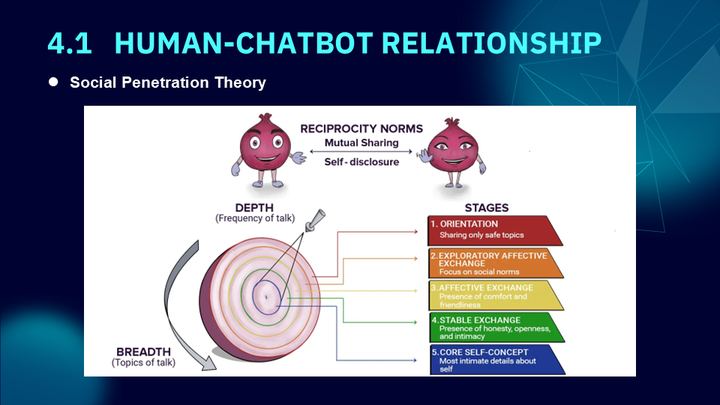 4.1 HUMAN-CHATBOT RELATIONSHIP
Social Penetration Theory
RECIPROCITY NORMS
Mutual Sharing
Self-disclosure
DEPTH
(Frequency of talk)
STAGES
1. ORIENTATION
Sharing only safe topics
2.EXPLORATORY AFFECTIVE
EXCHANGE
Focus on social norms
3.AFFECTIVE EXCHANGE
Presence of comfort and
friendliness
4.STABLE EXCHANGE
Presence of honesty, openness,
and intimacy
5.CORE SELF-CONCEPT
Most intimate details about
self
BREADTH
(Topics of talk)